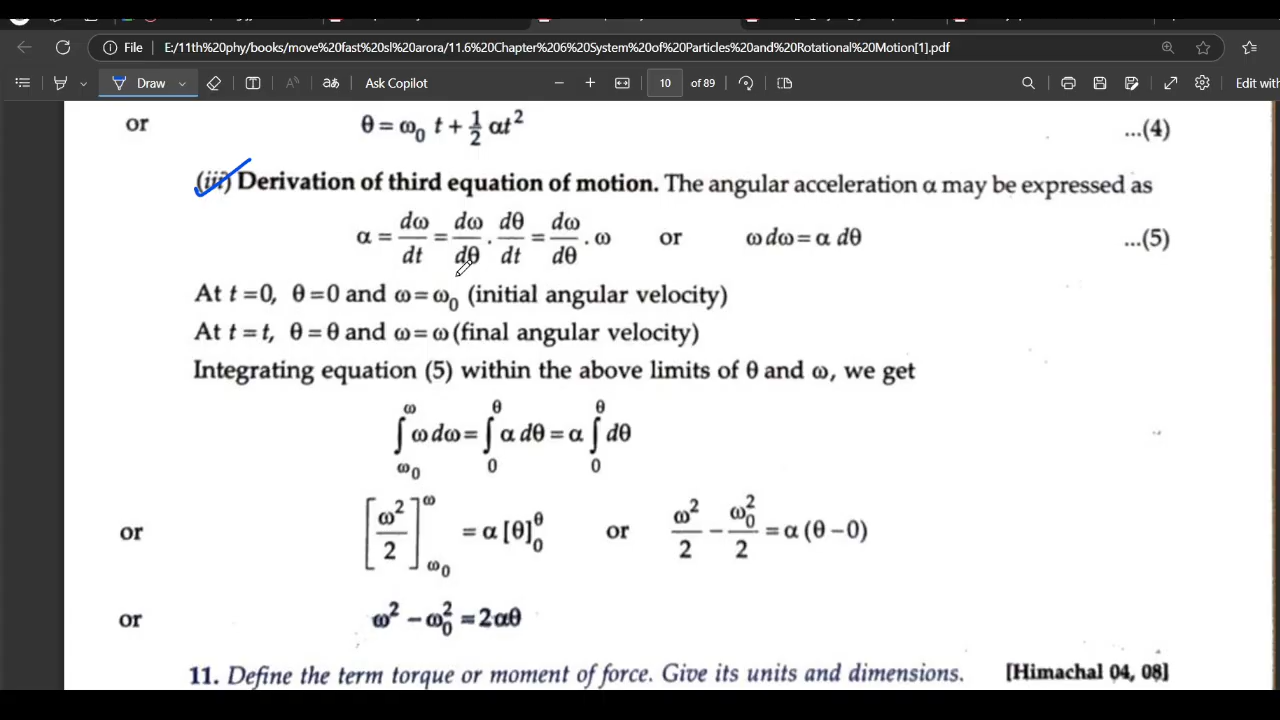 File E:/11th%20phy/books/move%20fast%20sl%20arora/11.6%20Chapter%206%20System%20of%20Particles%20and%20Rotational%20Motion[1].pdf
Draw Ask Copilot 10 of 89 Edit with
or θ = ω₀ t + 1/2 αt² ...(4)
(iii) Derivation of third equation of motion. The angular acceleration α may be expressed as
α = dω/dt = dω/dθ . dθ/dt = dω/dθ . ω or ω dω = α dθ ...(5)
At t = 0, θ = 0 and ω = ω₀ (initial angular velocity)
At t = t, θ = θ and ω = ω (final angular velocity)
Integrating equation (5) within the above limits of θ and ω, we get
∫_{ω₀}^{ω} ω dω = ∫_{0}^{θ} α dθ = α ∫_{0}^{θ} dθ
or [ω²/2]_{ω₀}^{ω} = α [θ]_{0}^{θ} or ω²/2 − ω₀²/2 = α (θ − 0)
or ω² − ω₀² = 2αθ
11. Define the term torque or moment of force. Give its units and dimensions. [Himachal 04, 08]